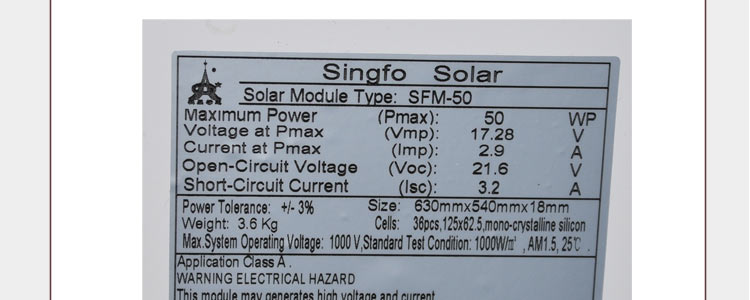 Singfo Solar
Solar Module Type: SFM-50
Maximum Power (Pmax): 50 WP
Voltage at Pmax (Vmp): 17.28 V
Current at Pmax (Imp): 2.9 A
Open-Circuit Voltage (Voc): 21.6 V
Short-Circuit Current (Isc): 3.2 A
Power Tolerance: +/- 3% Size: 630mmx540mmx18mm
Weight: 3.6 Kg Cells: 36pcs,125x62.5,mono-crystalline silicon
Max.System Operating Voltage: 1000 V,Standard Test Condition: 1000W/㎡ , AM1.5, 25℃ .
Application Class A .
WARNING ELECTRICAL HAZARD
This module may generates high voltage and current